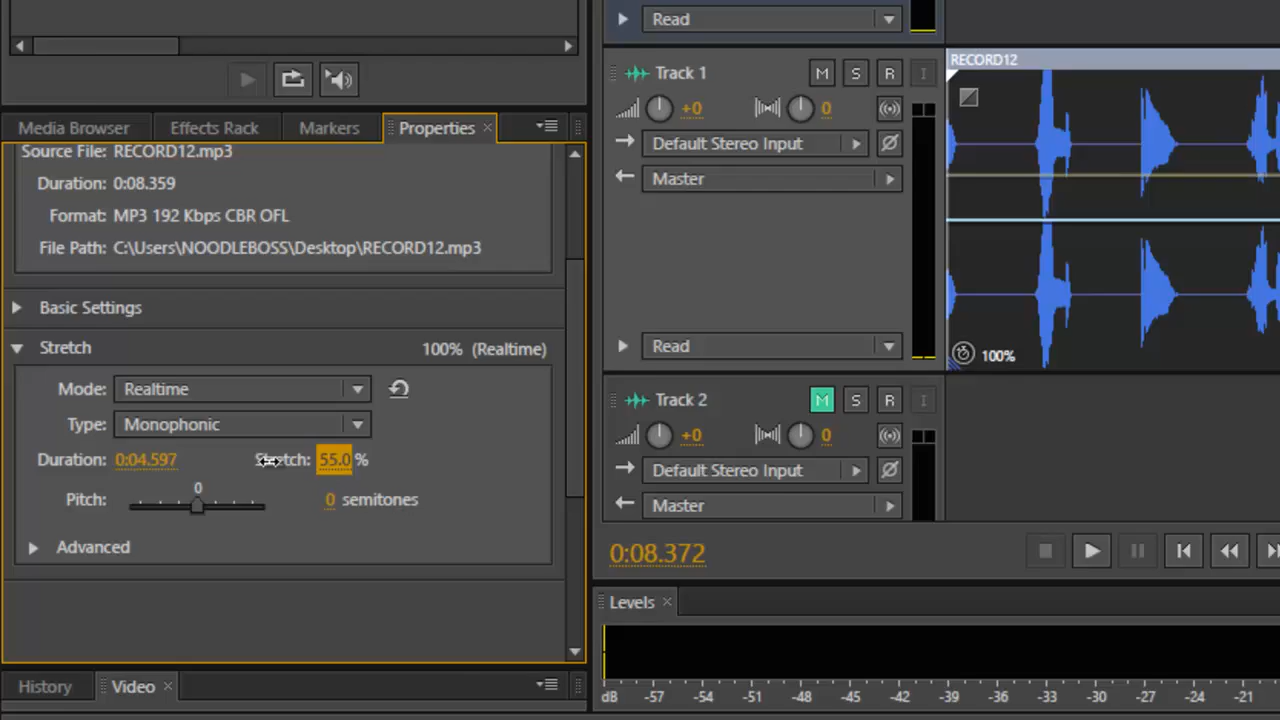 Media Browser
Effects Rack
Markers
Properties ×
Source File: RECORD12.mp3
Duration: 0:08.359
Format: MP3 192 Kbps CBR OFL
File Path: C:\Users\NOODLEBOSS\Desktop\RECORD12.mp3
Basic Settings
Stretch
100% (Realtime)
Mode: Realtime
Type: Monophonic
Duration: 0:04.597
Stretch: 55.0 %
0
Pitch:
0 semitones
Advanced
History
Video ×
Read
Track 1
M S R I
+0
0
Default Stereo Input
Master
Read
RECORD12
100%
Track 2
M S R I
+0
0
Default Stereo Input
Master
0:08.372
Levels ×
dB -57 -54 -51 -48 -45 -42 -39 -36 -33 -30 -27 -24 -21